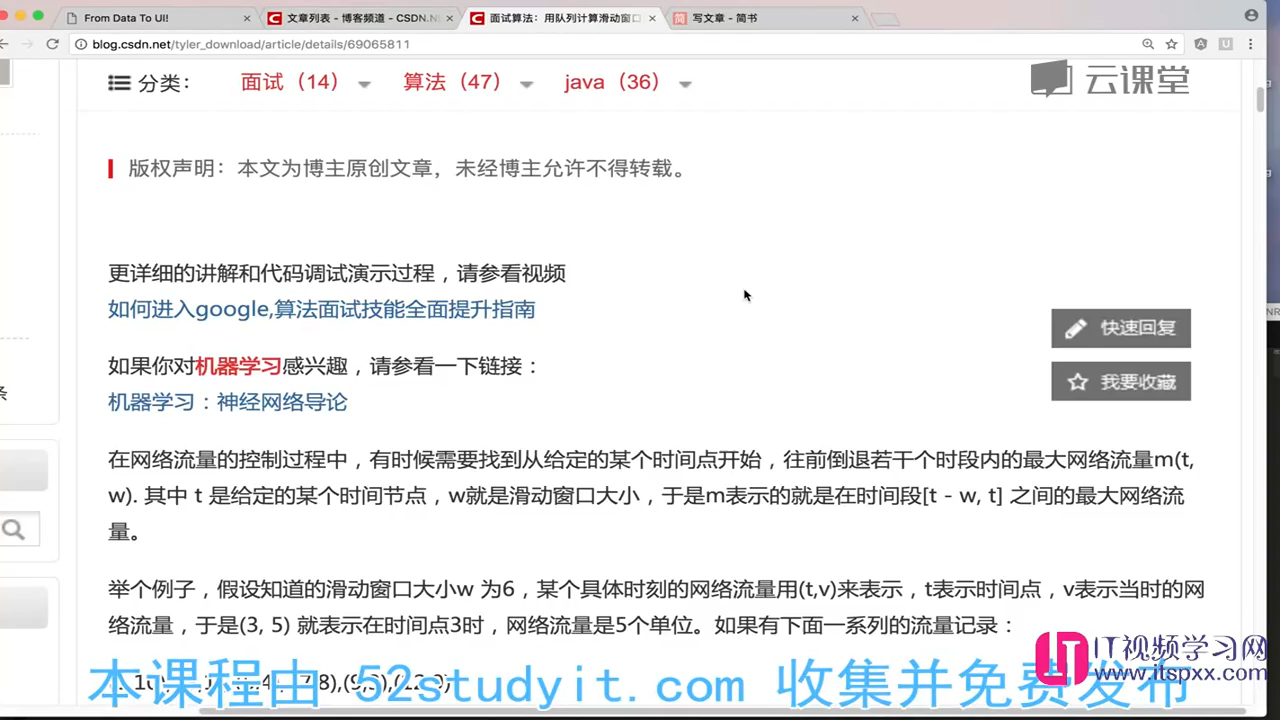 From Data To UI!
文章列表 - 博客频道 - CSDN.N
面试算法：用队列计算滑动窗口
写文章 - 简书
blog.csdn.net/tyler_download/article/details/69065811
分类：
面试（14）
算法（47）
java（36）
云课堂
版权声明：本文为博主原创文章，未经博主允许不得转载。
更详细的讲解和代码调试演示过程，请参看视频
如何进入google,算法面试技能全面提升指南
快速回复
如果你对机器学习感兴趣，请参看一下链接：
我要收藏
机器学习：神经网络导论
在网络流量的控制过程中，有时候需要找到从给定的某个时间点开始，往前倒退若干个时段内的最大网络流量m(t,
w). 其中 t 是给定的某个时间节点，w就是滑动窗口大小，于是m表示的就是在时间段[t - w, t] 之间的最大网络流
量。
举个例子，假设知道的滑动窗口大小w 为6，某个具体时刻的网络流量用(t,v)来表示，t表示时间点，v表示当时的网
络流量，于是(3, 5) 就表示在时间点3时，网络流量是5个单位。如果有下面一系列的流量记录：
IT视频学习网
www.itspxx.com
本课程由 52studyit.com 收集并免费发布